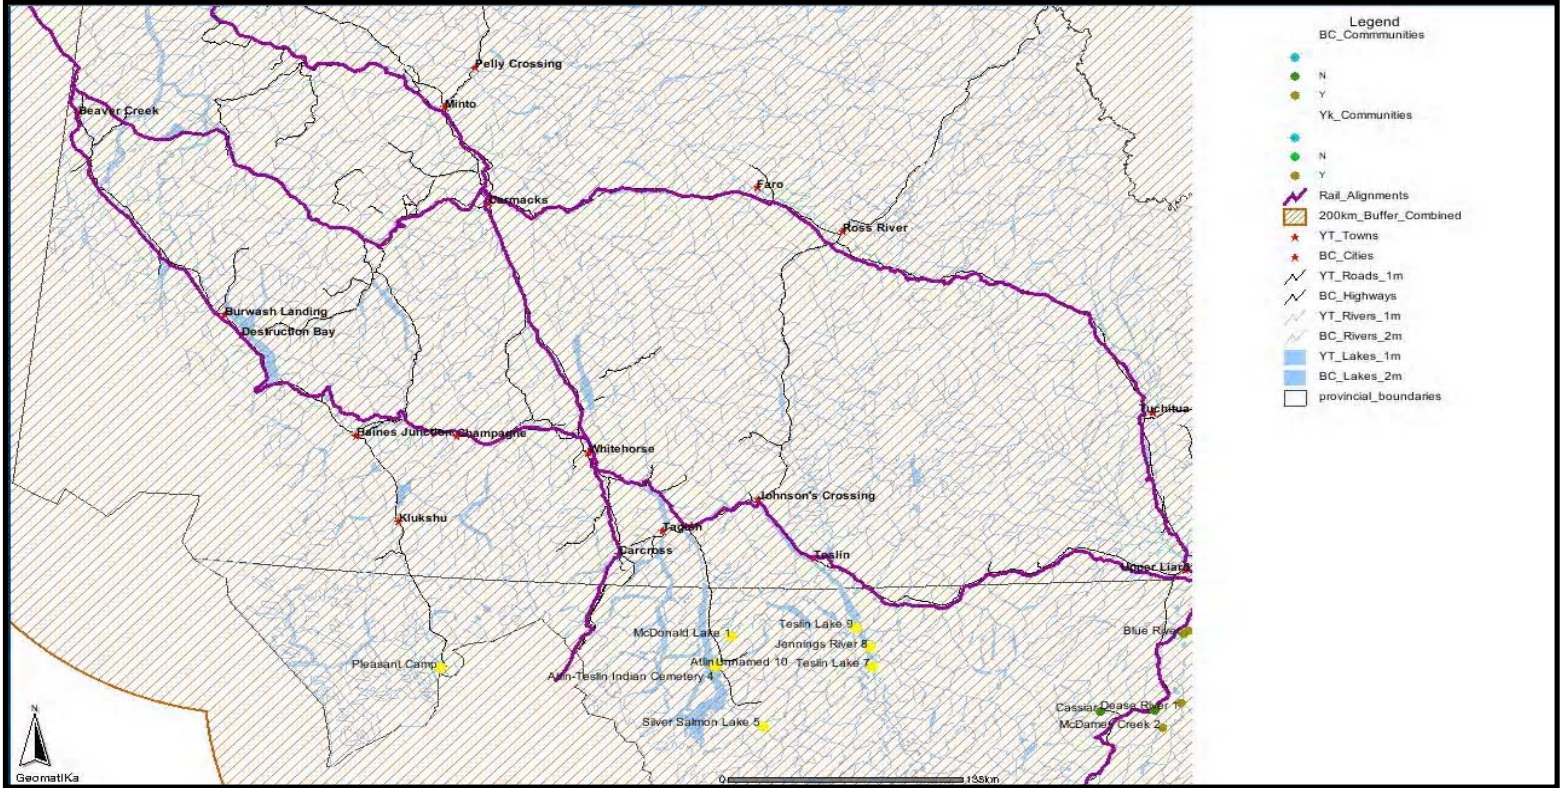 Pelly Crossing
Minto
Beaver Creek
Faro
Carmacks
Ross River
Burwash Landing
Destruction Bay
Tuchitua
Haines Junction
Champagne
Whitehorse
Johnson's Crossing
Klukshu
Tagish
Carcross
Teslin
Upper Liard
Teslin Lake 9
McDonald Lake 1
Blue River
Jennings River 8
Pleasant Camp
Atlin
Unnamed 10
Teslin Lake 7
Atlin-Teslin Indian Cemetery 4
Cassiar
Dease River 1
Silver Salmon Lake 5
McDames Creek 2
N
GeomatIKa
0
135km
Legend
BC_Commmunities
N
Y
Yk_Communities
N
Y
Rail_Alignments
200km_Buffer_Combined
YT_Towns
BC_Cities
YT_Roads_1m
BC_Highways
YT_Rivers_1m
BC_Rivers_2m
YT_Lakes_1m
BC_Lakes_2m
provincial_boundaries